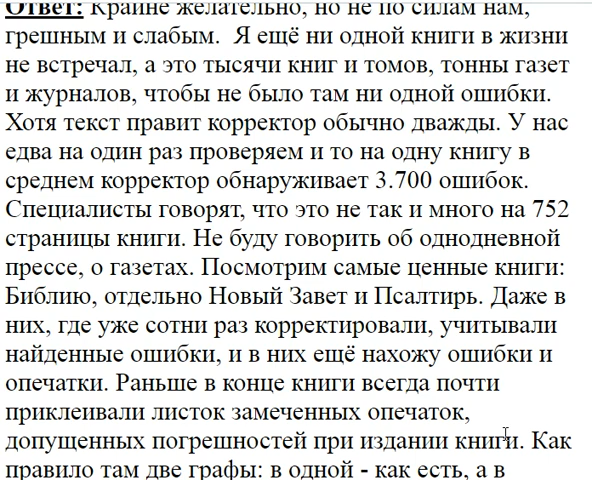 Ответ: Крайне желательно, но не по силам нам,
грешным и слабым. Я ещё ни одной книги в жизни
не встречал, а это тысячи книг и томов, тонны газет
и журналов, чтобы не было там ни одной ошибки.
Хотя текст правит корректор обычно дважды. У нас
едва на один раз проверяем и то на одну книгу в
среднем корректор обнаруживает 3.700 ошибок.
Специалисты говорят, что это не так и много на 752
страницы книги. Не буду говорить об однодневной
прессе, о газетах. Посмотрим самые ценные книги:
Библию, отдельно Новый Завет и Псалтирь. Даже в
них, где уже сотни раз корректировали, учитывали
найденные ошибки, и в них ещё нахожу ошибки и
опечатки. Раньше в конце книги всегда почти
приклеивали листок замеченных опечаток,
допущенных погрешностей при издании книги. Как
правило там две графы: в одной - как есть, а в